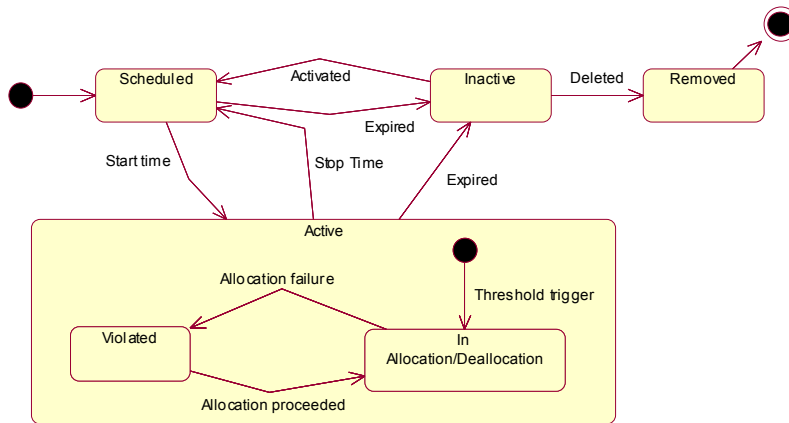 Scheduled
Activated
Inactive
Deleted
Removed
Expired
Start time
Stop Time
Expired
Active
Allocation failure
Threshold trigger
Violated
In
Allocation/Deallocation
Allocation proceeded